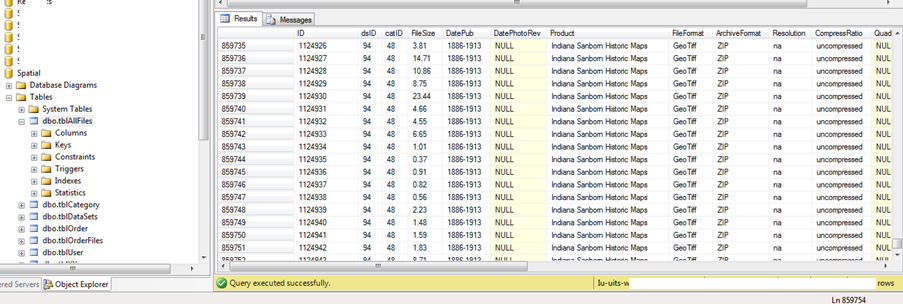 Spatial
Database Diagrams
Tables
System Tables
dbo.tblAllFiles
Columns
Keys
Constraints
Triggers
Indexes
Statistics
dbo.tblCategory
dbo.tblDataSets
dbo.tblOrder
dbo.tblOrderFiles
dbo.tblUser
ered Servers Object Explorer
Results Messages
ID dsID catID FileSize DatePub DatePhotoRev Product FileFormat ArchiveFormat Resolution CompressRatio Quad
859735 1124926 94 48 3.81 1886-1913 NULL Indiana Sanborn Historic Maps GeoTiff ZIP na uncompressed NUL
859736 1124927 94 48 14.71 1886-1913 NULL Indiana Sanborn Historic Maps GeoTiff ZIP na uncompressed NUL
859737 1124928 94 48 10.86 1886-1913 NULL Indiana Sanborn Historic Maps GeoTiff ZIP na uncompressed NUL
859738 1124929 94 48 8.75 1886-1913 NULL Indiana Sanborn Historic Maps GeoTiff ZIP na uncompressed NUL
859739 1124930 94 48 23.44 1886-1913 NULL Indiana Sanborn Historic Maps GeoTiff ZIP na uncompressed NUL
859740 1124931 94 48 4.66 1886-1913 NULL Indiana Sanborn Historic Maps GeoTiff ZIP na uncompressed NUL
859741 1124932 94 48 4.55 1886-1913 NULL Indiana Sanborn Historic Maps GeoTiff ZIP na uncompressed NUL
859742 1124933 94 48 6.65 1886-1913 NULL Indiana Sanborn Historic Maps GeoTiff ZIP na uncompressed NUL
859743 1124934 94 48 1.01 1886-1913 NULL Indiana Sanborn Historic Maps GeoTiff ZIP na uncompressed NUL
859744 1124935 94 48 0.37 1886-1913 NULL Indiana Sanborn Historic Maps GeoTiff ZIP na uncompressed NUL
859745 1124936 94 48 0.91 1886-1913 NULL Indiana Sanborn Historic Maps GeoTiff ZIP na uncompressed NUL
859746 1124937 94 48 0.82 1886-1913 NULL Indiana Sanborn Historic Maps GeoTiff ZIP na uncompressed NUL
859747 1124938 94 48 0.56 1886-1913 NULL Indiana Sanborn Historic Maps GeoTiff ZIP na uncompressed NUL
859748 1124939 94 48 2.23 1886-1913 NULL Indiana Sanborn Historic Maps GeoTiff ZIP na uncompressed NUL
859749 1124940 94 48 1.48 1886-1913 NULL Indiana Sanborn Historic Maps GeoTiff ZIP na uncompressed NUL
859750 1124941 94 48 1.59 1886-1913 NULL Indiana Sanborn Historic Maps GeoTiff ZIP na uncompressed NUL
859751 1124942 94 48 1.83 1886-1913 NULL Indiana Sanborn Historic Maps GeoTiff ZIP na uncompressed NUL
859752 1124943 94 48 8.71 1886-1913 NULL Indiana Sanborn Historic Maps GeoTiff ZIP na uncompressed NUL
Query executed successfully. Iu-uits-w rows
Ln 859754